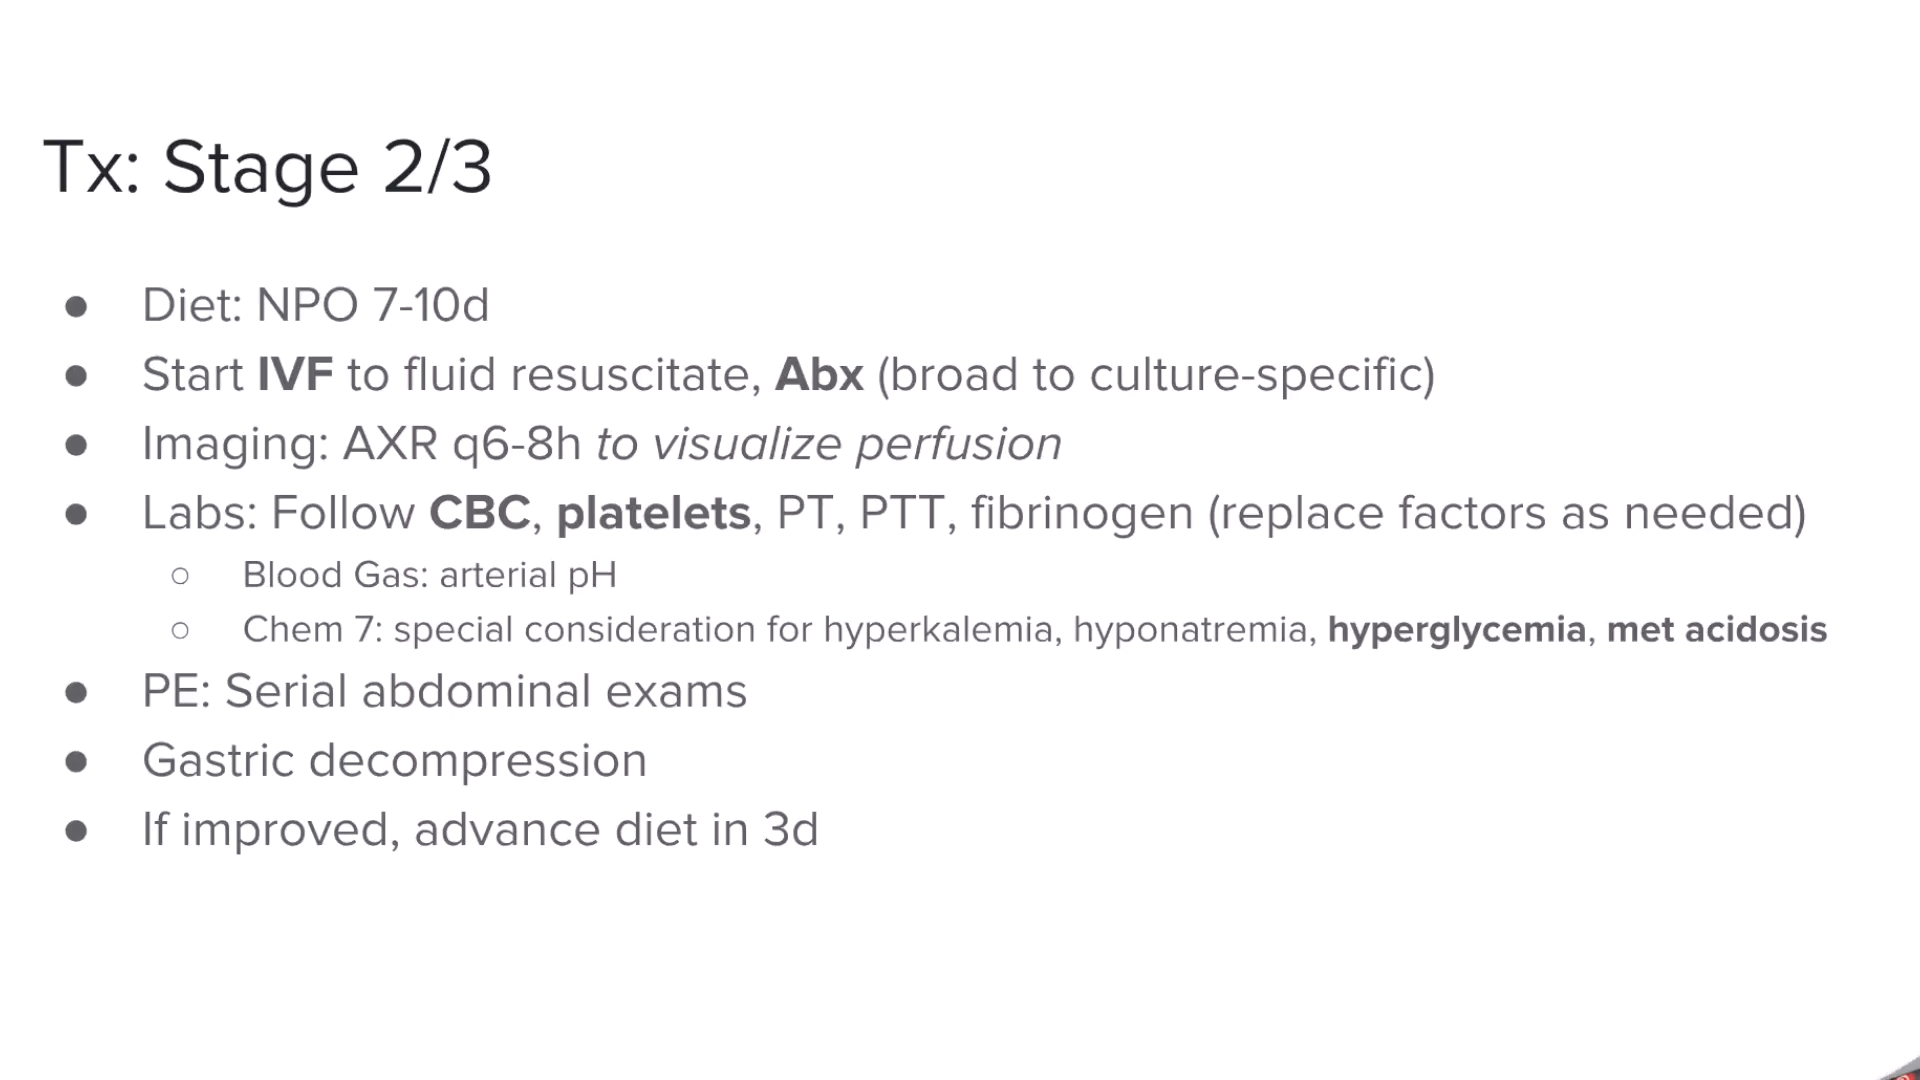 Tx: Stage 2/3
● Diet: NPO 7-10d
● Start IVF to fluid resuscitate, Abx (broad to culture-specific)
● Imaging: AXR q6-8h to visualize perfusion
● Labs: Follow CBC, platelets, PT, PTT, fibrinogen (replace factors as needed)
○ Blood Gas: arterial pH
○ Chem 7: special consideration for hyperkalemia, hyponatremia, hyperglycemia, met acidosis
● PE: Serial abdominal exams
● Gastric decompression
● If improved, advance diet in 3d